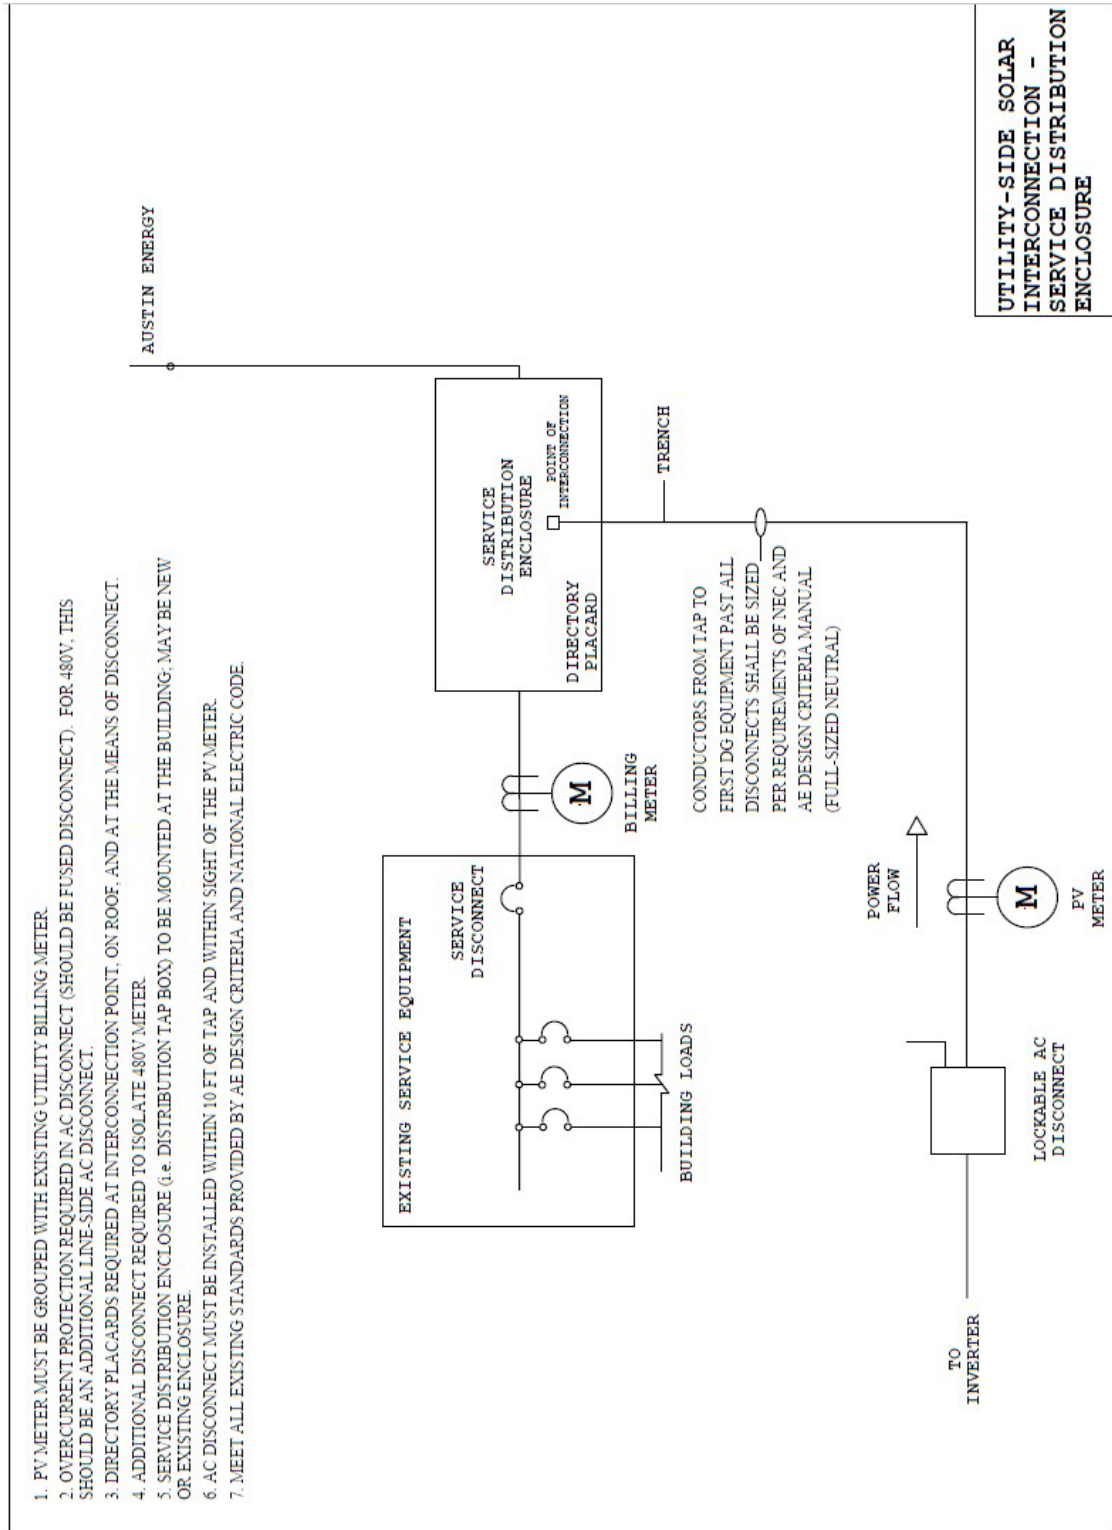 1. PV METER MUST BE GROUPED WITH EXISTING UTILITY BILLING METER.
2. OVERCURRENT PROTECTION REQUIRED IN AC DISCONNECT (SHOULD BE FUSED DISCONNECT). FOR 480V, THIS
SHOULD BE AN ADDITIONAL LINE-SIDE AC DISCONNECT.
3. DIRECTORY PLACARDS REQUIRED AT INTERCONNECTION POINT, ON ROOF, AND AT THE MEANS OF DISCONNECT.
4. ADDITIONAL DISCONNECT REQUIRED TO ISOLATE 480V METER.
5. SERVICE DISTRIBUTION ENCLOSURE (i.e. DISTRIBUTION TAP BOX) TO BE MOUNTED AT THE BUILDING; MAY BE NEW
OR EXISTING ENCLOSURE.
6. AC DISCONNECT MUST BE INSTALLED WITHIN 10 FT OF TAP AND WITHIN SIGHT OF THE PV METER.
7. MEET ALL EXISTING STANDARDS PROVIDED BY AE DESIGN CRITERIA AND NATIONAL ELECTRIC CODE.
AUSTIN ENERGY
EXISTING SERVICE EQUIPMENT
SERVICE
DISCONNECT
BUILDING LOADS
M
BILLING
METER
SERVICE
DISTRIBUTION
ENCLOSURE
POINT OF
INTERCONNECTION
DIRECTORY
PLACARD
TRENCH
CONDUCTORS FROM TAP TO
FIRST DG EQUIPMENT PAST ALL
DISCONNECTS SHALL BE SIZED
PER REQUIREMENTS OF NEC AND
AE DESIGN CRITERIA MANUAL
(FULL-SIZED NEUTRAL)
POWER
FLOW
M
PV
METER
LOCKABLE AC
DISCONNECT
TO
INVERTER
UTILITY-SIDE SOLAR
INTERCONNECTION -
SERVICE DISTRIBUTION
ENCLOSURE